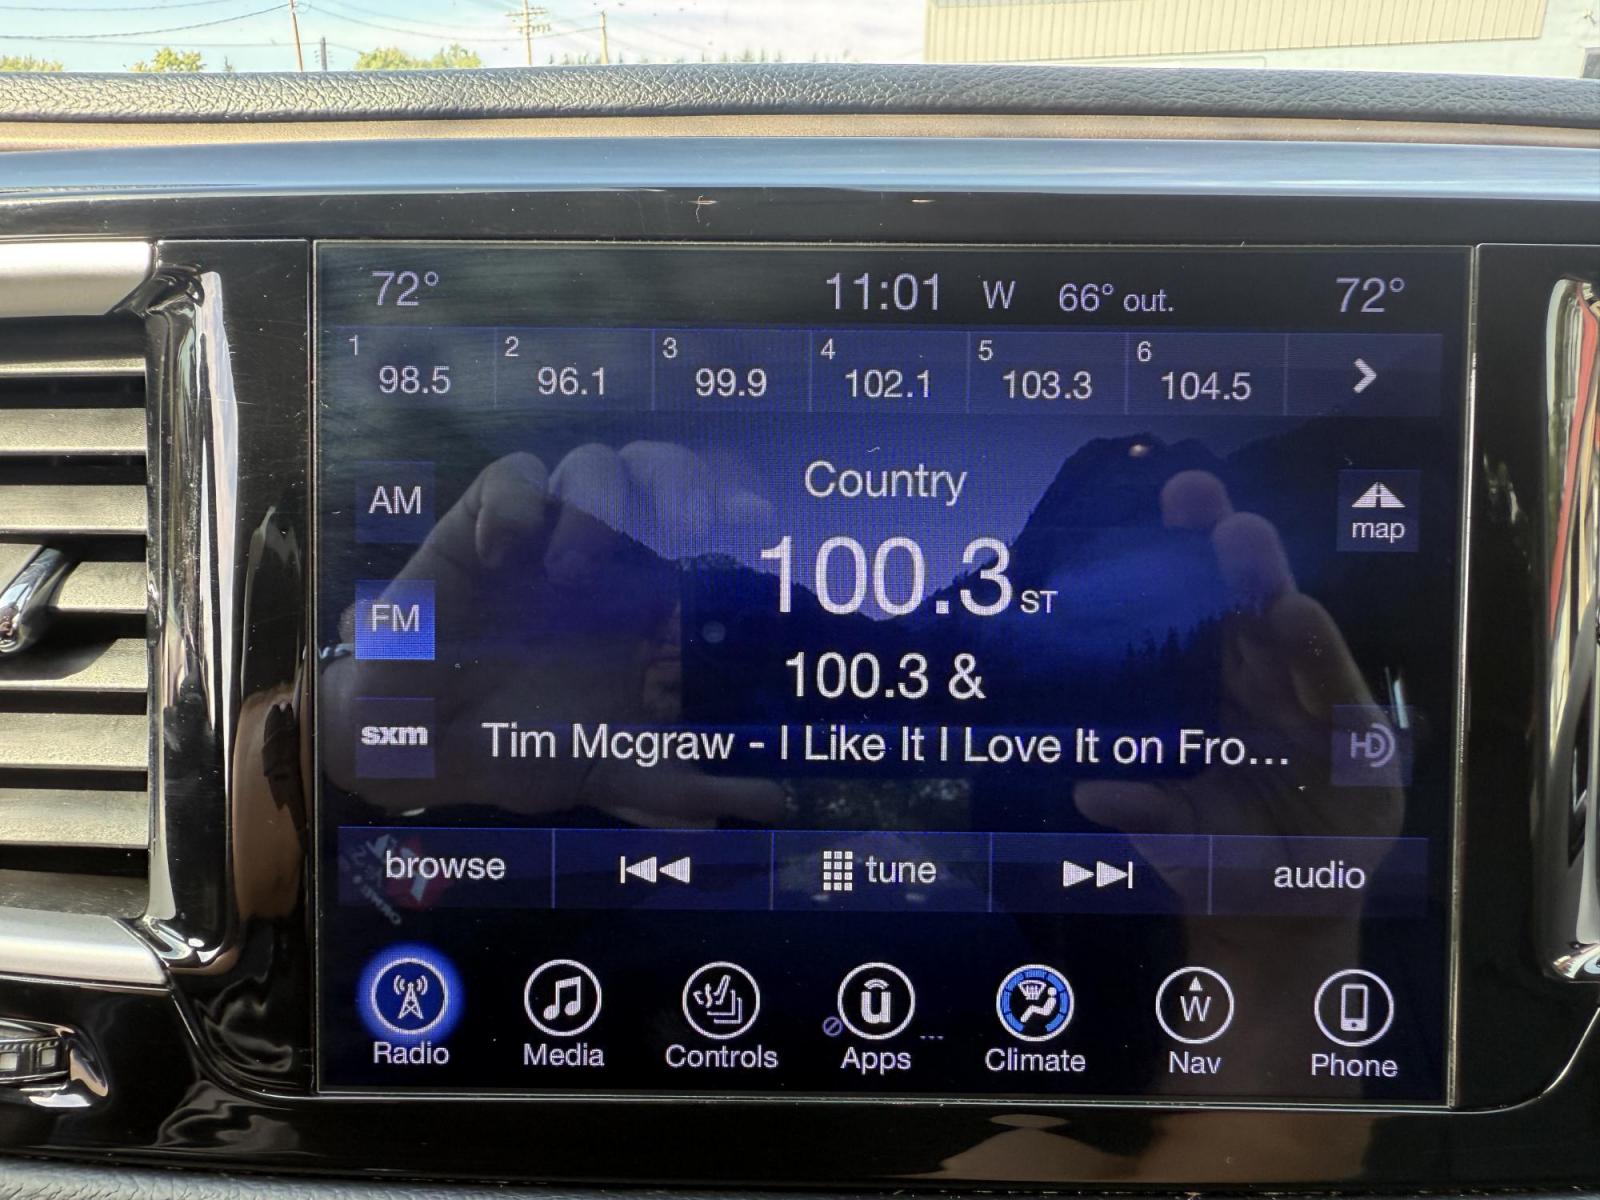 72° 11:01 W 66° out. 72°
1 2 3 4 5 6
98.5 96.1 99.9 102.1 103.3 104.5
Country
AM
map
100.3 ST
FM
100.3 &
sxm Tim Mcgraw - I Like It I Love It on Fro... HD
browse tune audio
u W
Radio Media Controls Apps Climate Nav Phone